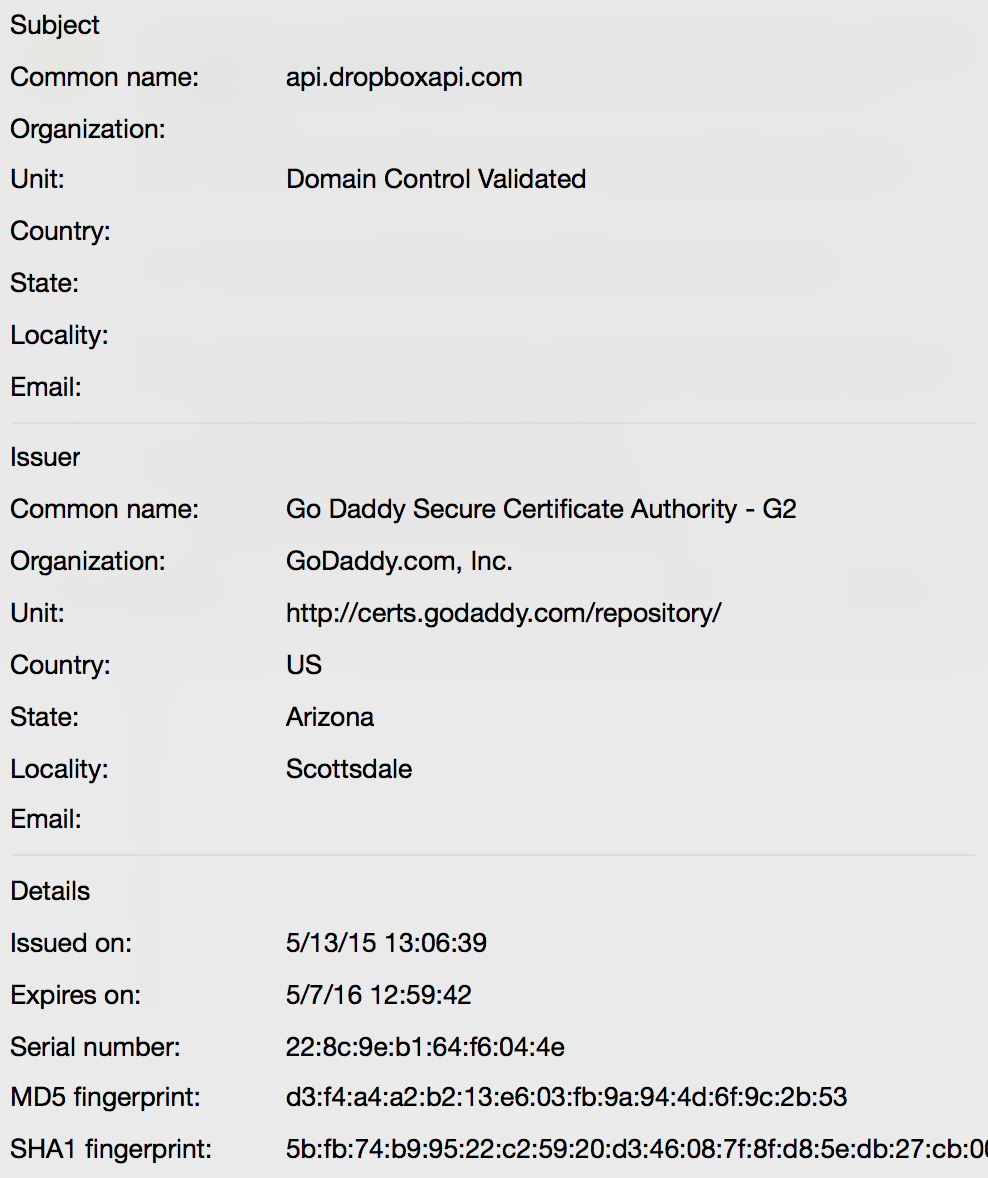 Subject
Common name: api.dropboxapi.com
Organization:
Unit: Domain Control Validated
Country:
State:
Locality:
Email:
Issuer
Common name: Go Daddy Secure Certificate Authority - G2
Organization: GoDaddy.com, Inc.
Unit: http://certs.godaddy.com/repository/
Country: US
State: Arizona
Locality: Scottsdale
Email:
Details
Issued on: 5/13/15 13:06:39
Expires on: 5/7/16 12:59:42
Serial number: 22:8c:9e:b1:64:f6:04:4e
MD5 fingerprint: d3:f4:a4:a2:b2:13:e6:03:fb:9a:94:4d:6f:9c:2b:53
SHA1 fingerprint: 5b:fb:74:b9:95:22:c2:59:20:d3:46:08:7f:8f:d8:5e:db:27:cb: